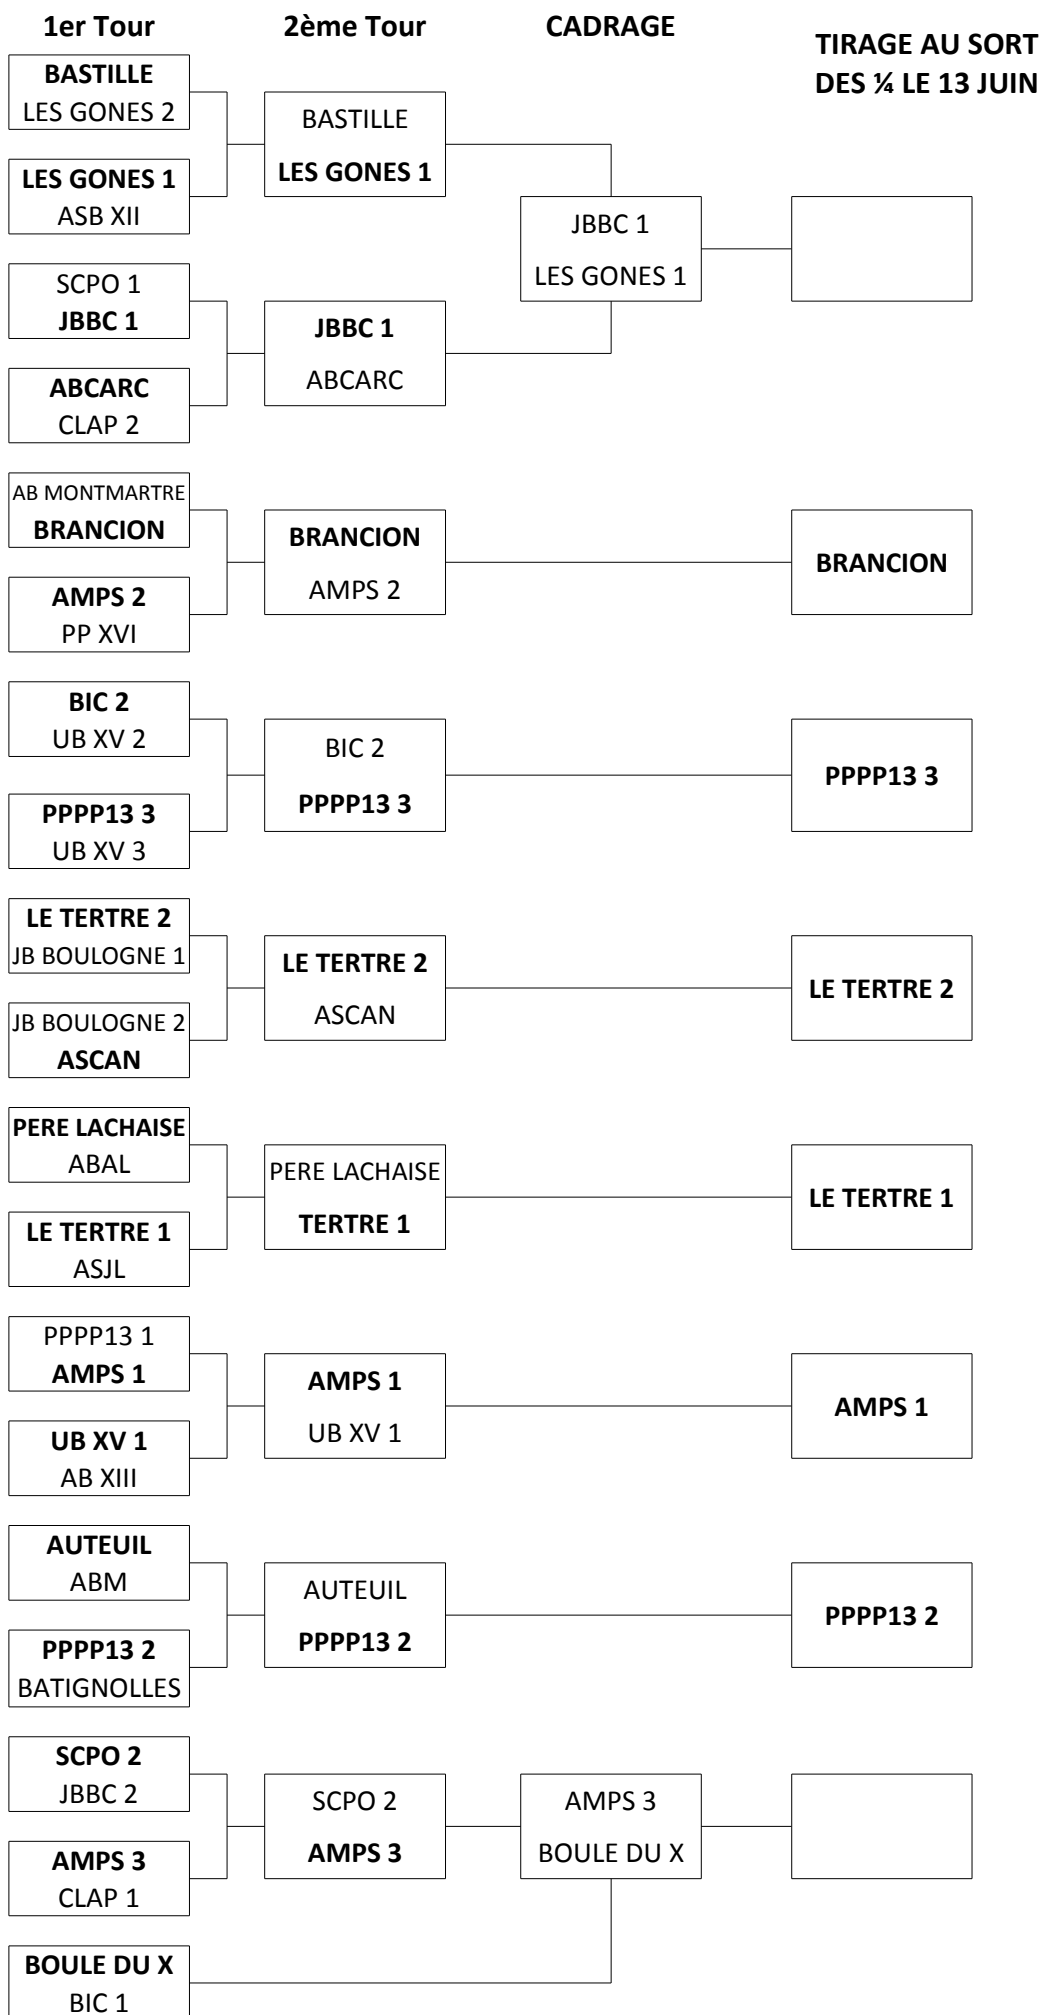 1er Tour
2ème Tour
CADRAGE
TIRAGE AU SORT
DES ¼ LE 13 JUIN
BASTILLE
LES GONES 2
LES GONES 1
ASB XII
SCPO 1
JBBC 1
ABCARC
CLAP 2
AB MONTMARTRE
BRANCION
AMPS 2
PP XVI
BIC 2
UB XV 2
PPPP13 3
UB XV 3
LE TERTRE 2
JB BOULOGNE 1
JB BOULOGNE 2
ASCAN
PERE LACHAISE
ABAL
LE TERTRE 1
ASJL
PPPP13 1
AMPS 1
UB XV 1
AB XIII
AUTEUIL
ABM
PPPP13 2
BATIGNOLLES
SCPO 2
JBBC 2
AMPS 3
CLAP 1
BOULE DU X
BIC 1
BASTILLE
LES GONES 1
JBBC 1
ABCARC
BRANCION
AMPS 2
BIC 2
PPPP13 3
LE TERTRE 2
ASCAN
PERE LACHAISE
TERTRE 1
AMPS 1
UB XV 1
AUTEUIL
PPPP13 2
SCPO 2
AMPS 3
JBBC 1
LES GONES 1
AMPS 3
BOULE DU X
BRANCION
PPPP13 3
LE TERTRE 2
LE TERTRE 1
AMPS 1
PPPP13 2